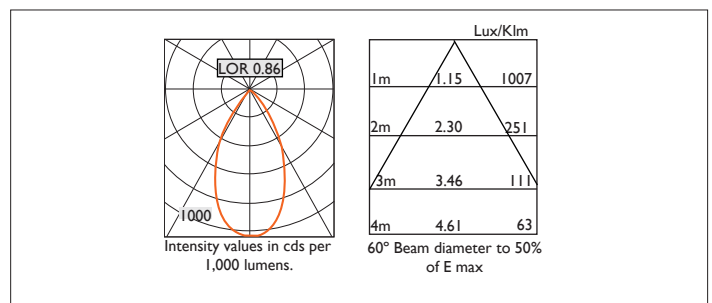 LOR 0.86
1000
Intensity values in cds per
1,000 lumens.
Lux/Klm
1m 1.15 1007
2m 2.30 251
3m 3.46 111
4m 4.61 63
60º Beam diameter to 50%
of E max